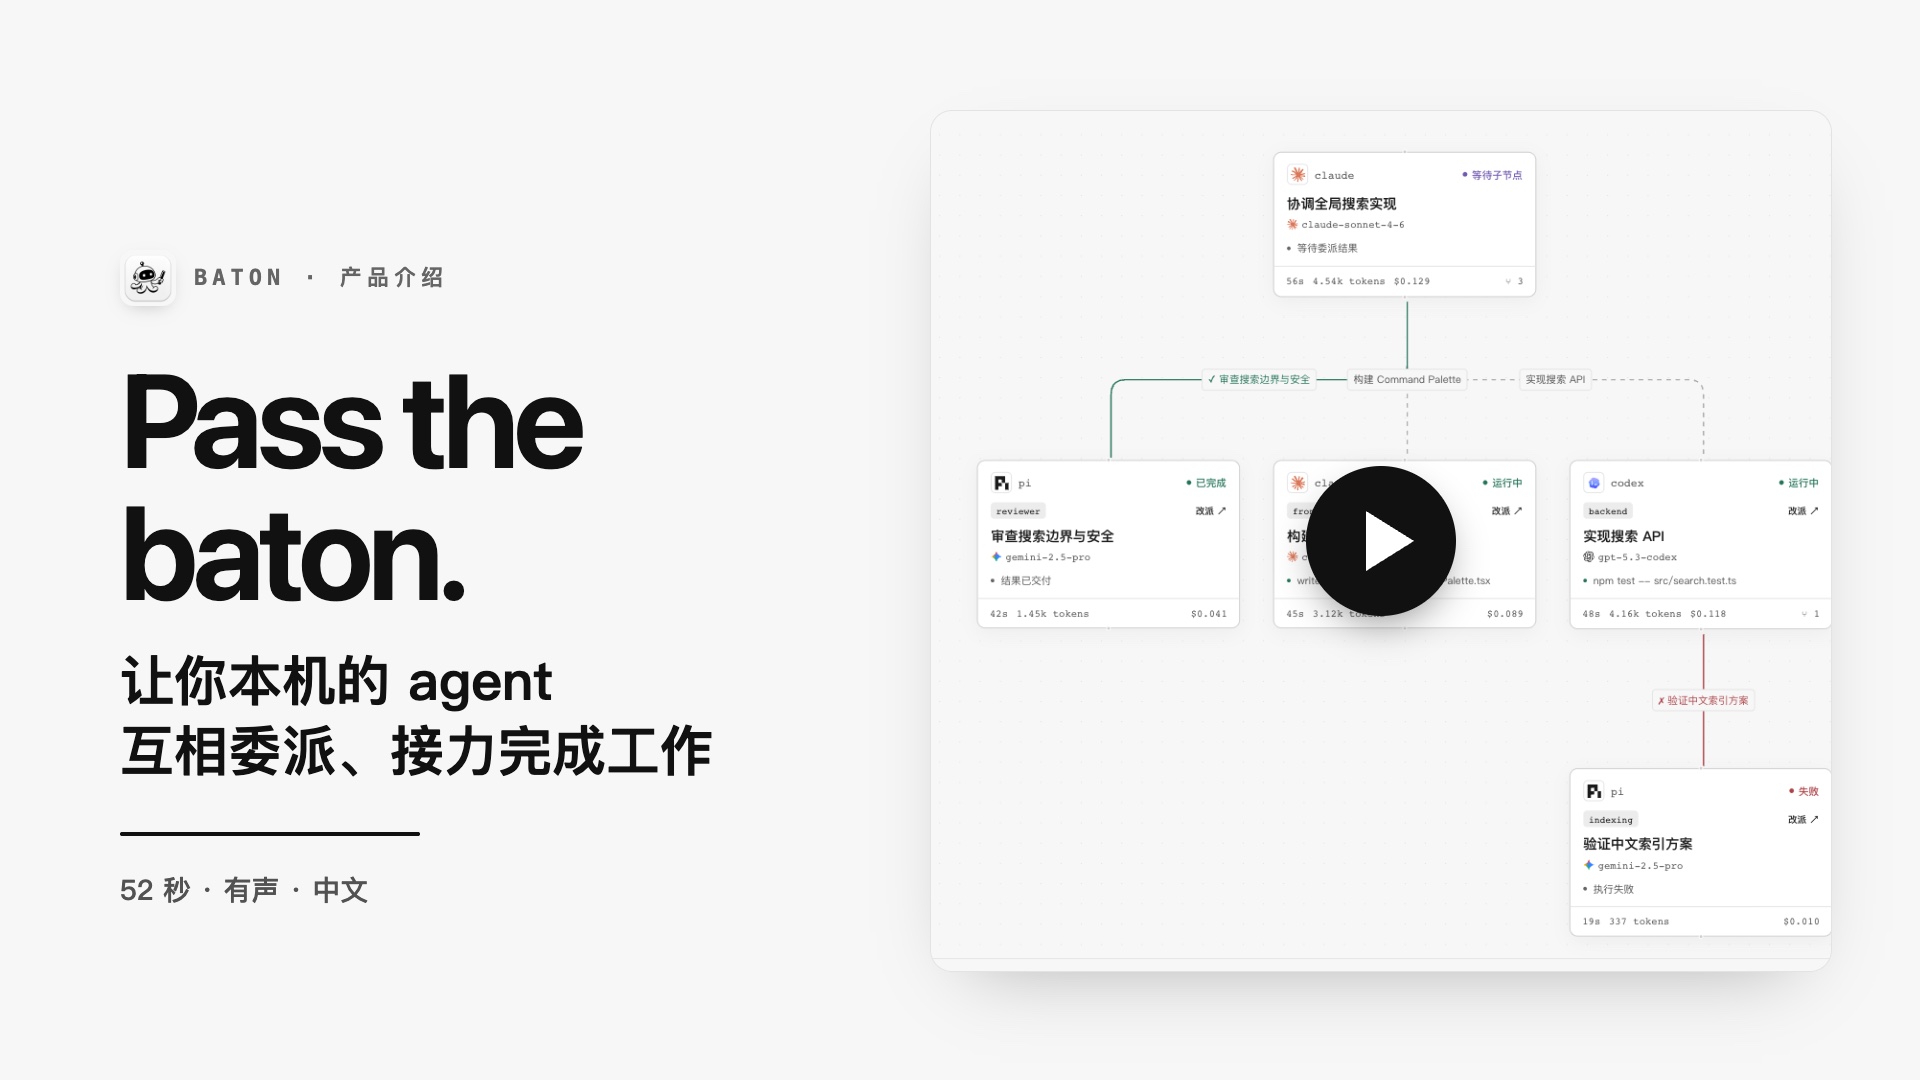 BATON · 产品介绍
Pass the
baton.
让你本机的 agent
互相委派、接力完成工作
52 秒 · 有声 · 中文
claude
• 等待子节点
协调全局搜索实现
claude-sonnet-4-6
• 等待委派结果
56s 4.54k tokens $0.129
3
✓ 审查搜索边界与安全
构建 Command Palette
实现搜索 API
pi
• 已完成
reviewer
改派 ↗
审查搜索边界与安全
gemini-2.5-pro
• 结果已交付
42s 1.45k tokens
$0.041
• 运行中
改派 ↗
alette.tsx
45s 3.12k
$0.089
codex
• 运行中
backend
改派 ↗
实现搜索 API
gpt-5.3-codex
• npm test -- src/search.test.ts
48s 4.16k tokens $0.118
1
✗ 验证中文索引方案
pi
• 失败
indexing
改派 ↗
验证中文索引方案
gemini-2.5-pro
• 执行失败
19s 337 tokens
$0.010